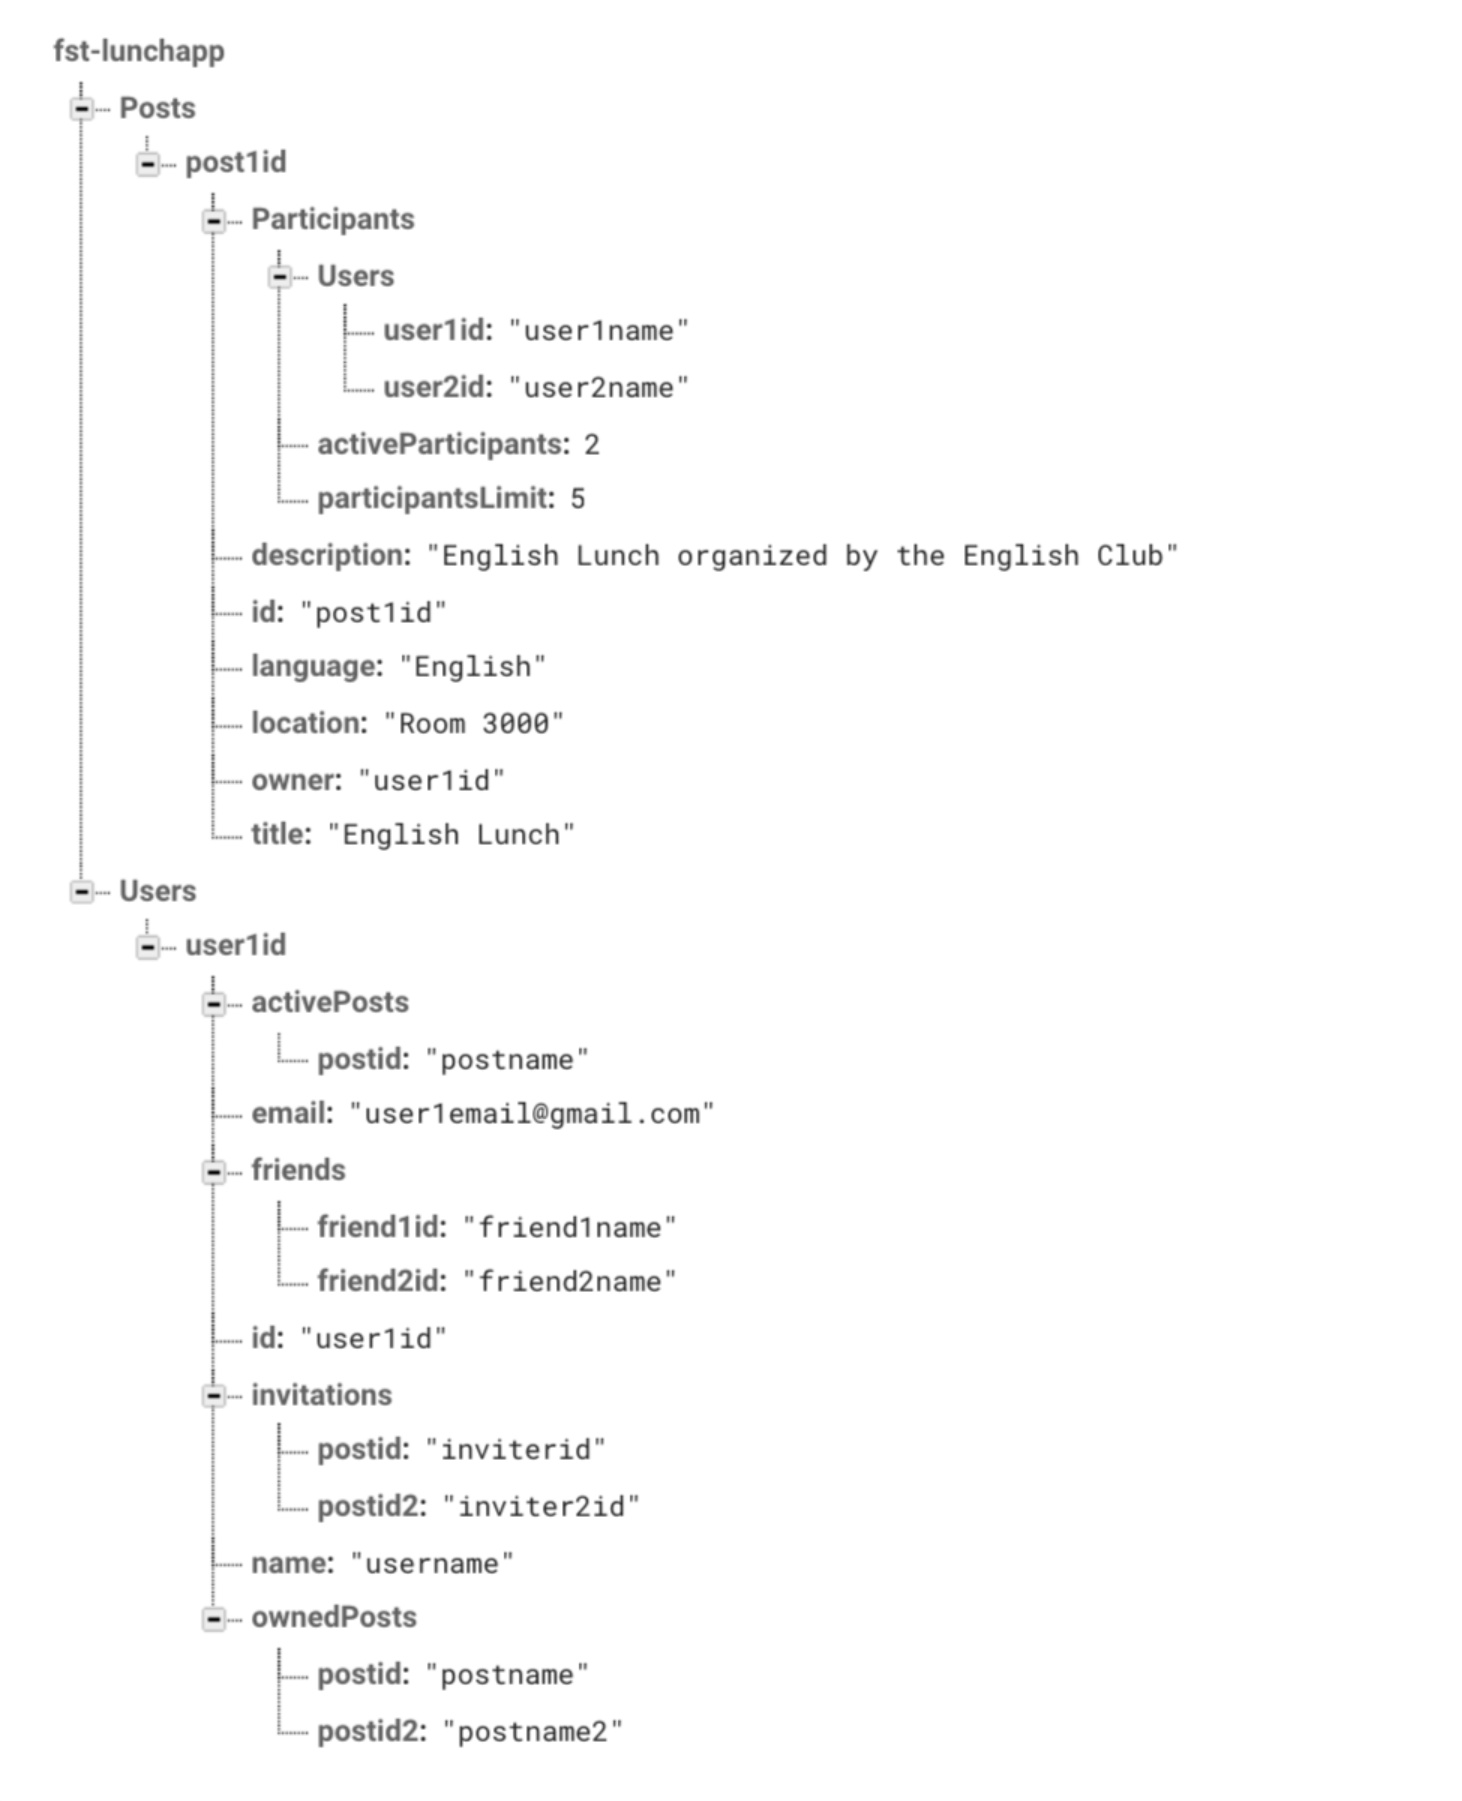 fst-lunchapp
Posts
post1id
Participants
Users
user1id: "user1name"
user2id: "user2name"
activeParticipants: 2
participantsLimit: 5
description: "English Lunch organized by the English Club"
id: "post1id"
language: "English"
location: "Room 3000"
owner: "user1id"
title: "English Lunch"
Users
user1id
activePosts
postid: "postname"
email: "user1email@gmail.com"
friends
friend1id: "friend1name"
friend2id: "friend2name"
id: "user1id"
invitations
postid: "inviterid"
postid2: "inviter2id"
name: "username"
ownedPosts
postid: "postname"
postid2: "postname2"